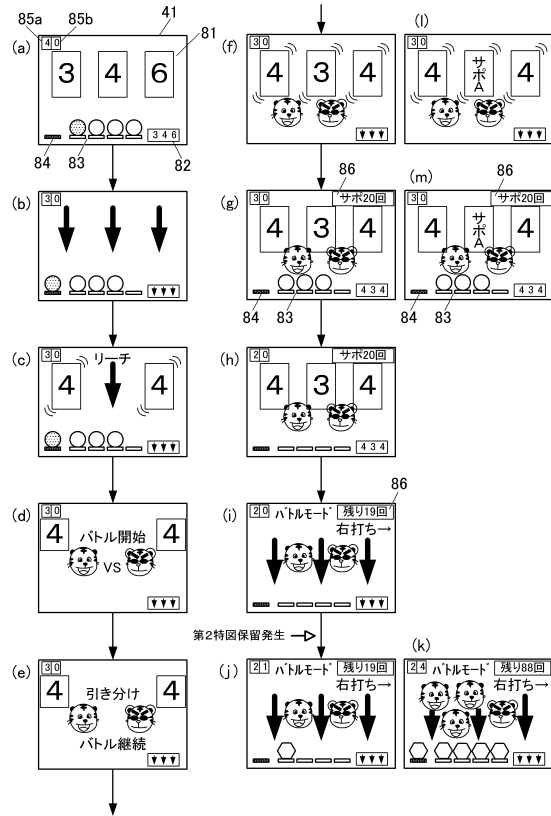 41
85a
85b
81
(a)
4 0
3 4 6
3 4 6
84
83
82
(b)
3 0
(c)
3 0
リーチ
4 4
(d)
3 0
4 4
バトル開始
VS
(e)
3 0
4 4
引き分け
バトル継続
(f)
3 0
4 3 4
86
(g)
3 0
サポ20回
4 3 4
4 3 4
84
83
(h)
2 0
サポ20回
4 3 4
4 3 4
(i)
2 0
バトルモード
残り19回
86
右打ち→
第2特図保留発生
(j)
2 1
バトルモード
残り19回
右打ち→
(l)
3 0
4 サポA 4
86
(m)
3 0
サポ20回
4 サポA 4
4 3 4
84
83
(k)
2 4
バトルモード
残り88回
右打ち→